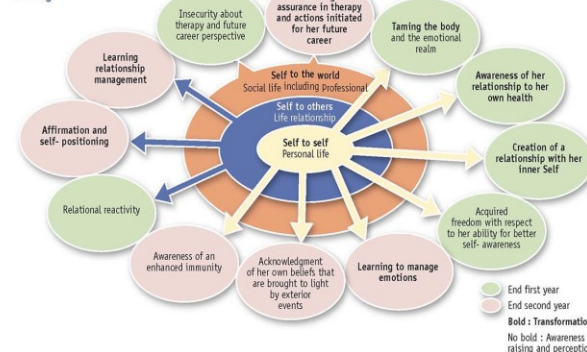 Insecurity about
therapy and future
career perspective
assurance in therapy
and actions initiated
for her future
career
Taming the body
and the emotional
realm
Learning
relationship
management
Self to the world
Social life including Professional
Awareness of her
relationship to her
own health
Self to others
Life relationship
Affirmation and
self- positioning
Self to self
Personal life
Creation of a
relationship with her
inner Self
Relational reactivity
Acquired
freedom with respect
to her ability for better
self- awareness
Awareness of an
enhanced immunity
Acknowledgment
of her own beliefs that
are brought to light
by exterior
events
Learning to manage
emotions
End first year
End second year
Bold : Transformatio
No bold : Awareness
raising and perceptio